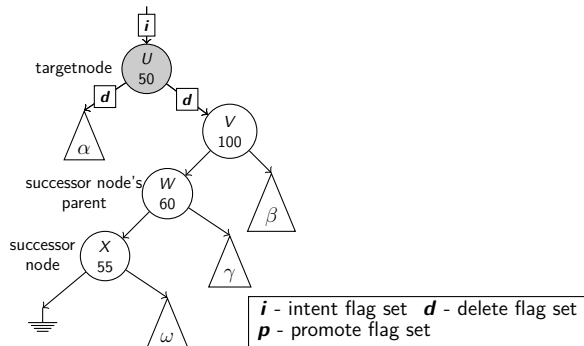 i
U
targetnode
50
d
d
V
100
α
successor node's
parent
W
60
β
successor
node
X
55
γ
ω
i - intent flag set d - delete flag set
p - promote flag set